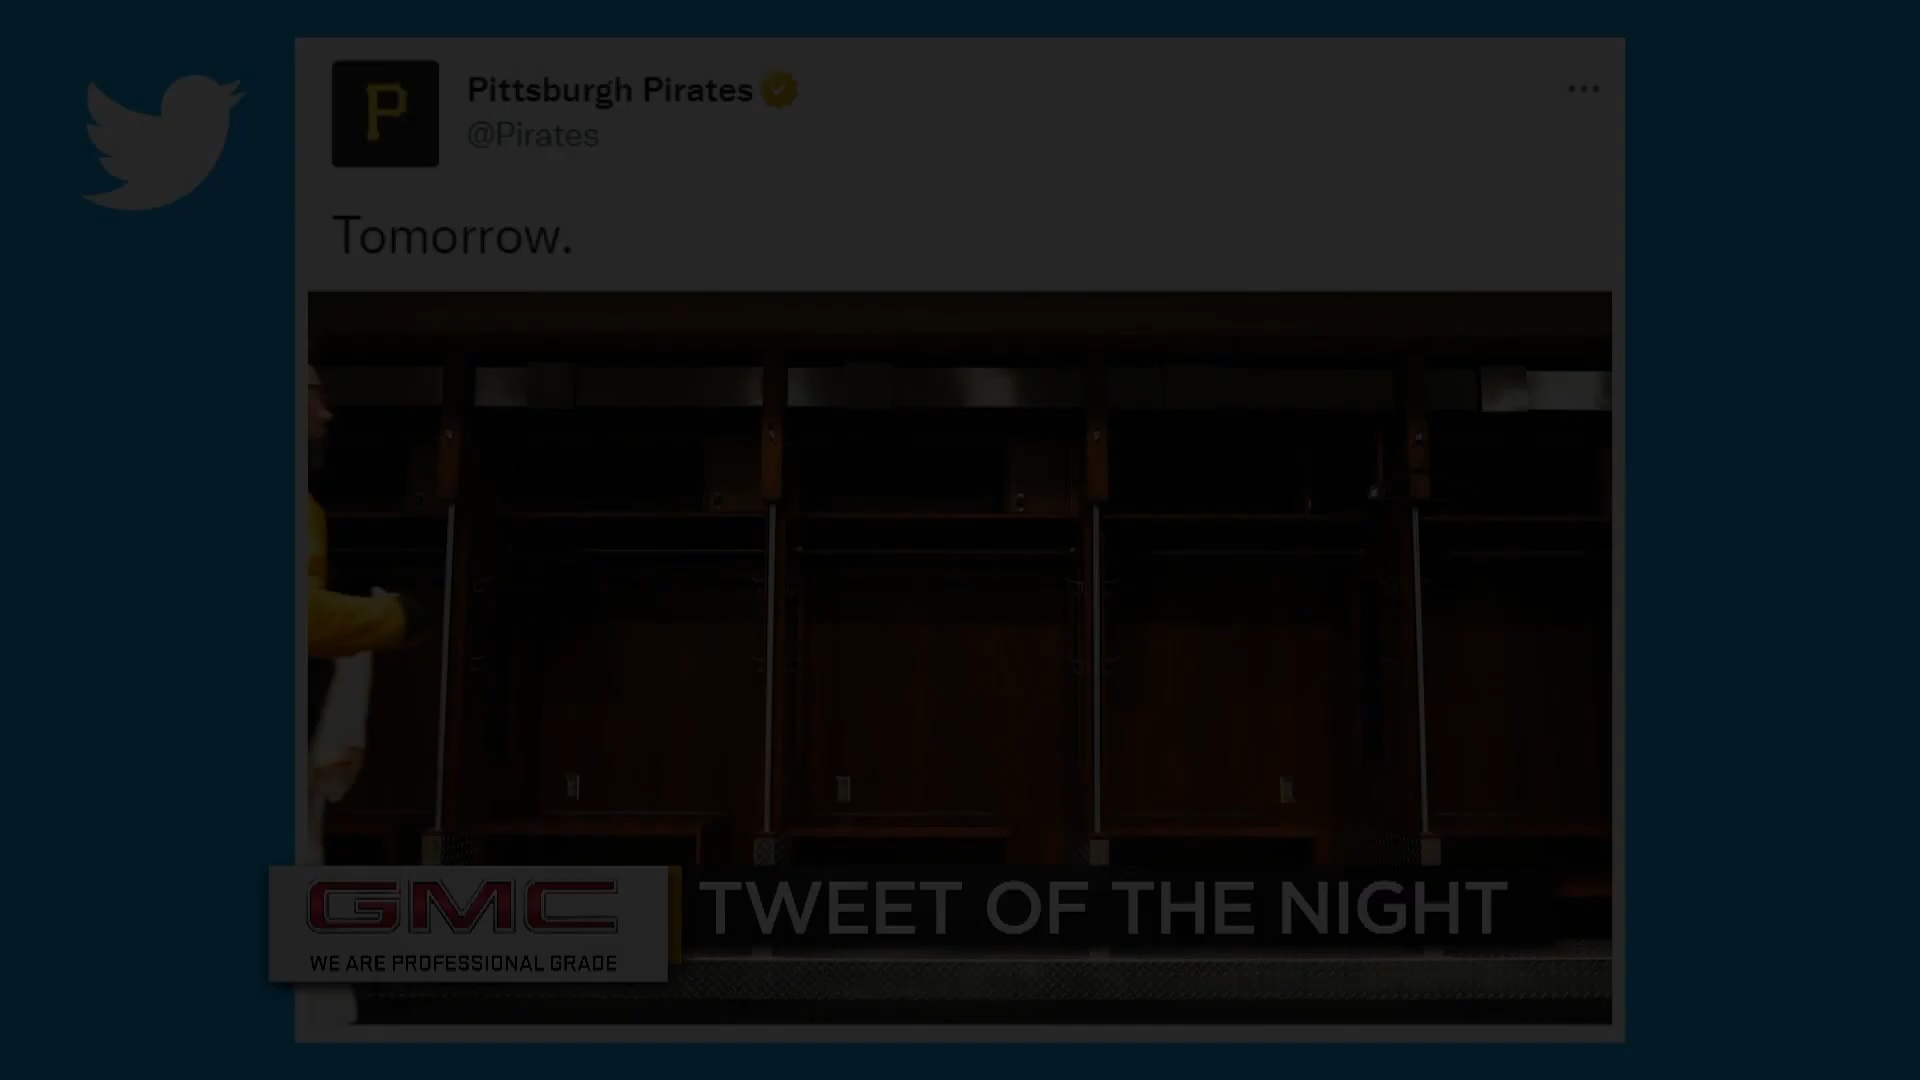 P
Pittsburgh Pirates
@Pirates
Tomorrow.
GMC
WE ARE PROFESSIONAL GRADE
TWEET OF THE NIGHT